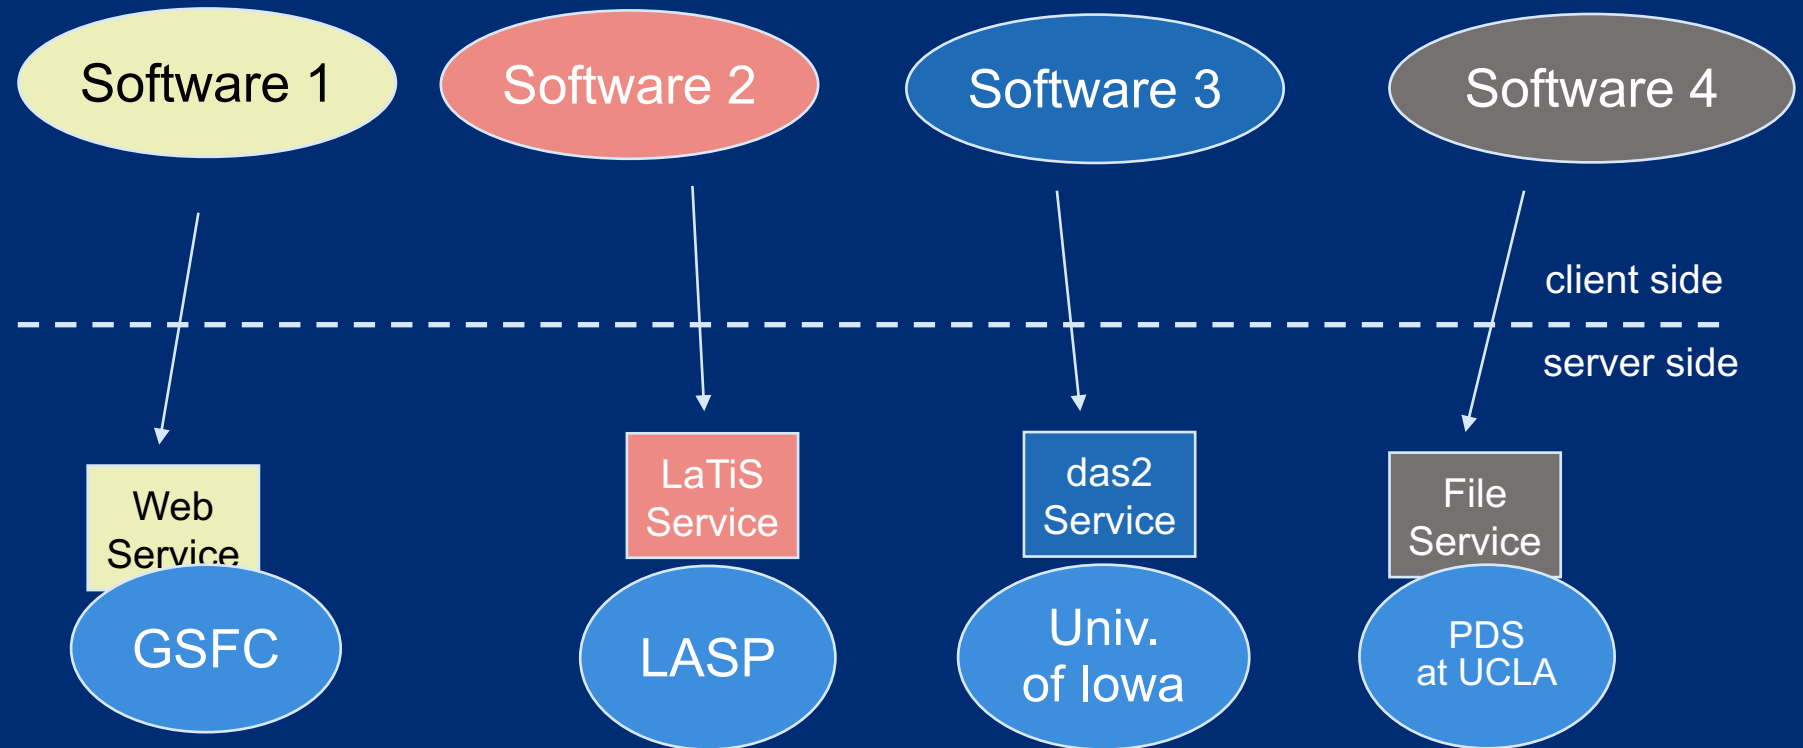 Software 1
Software 2
Software 3
Software 4
client side
server side
Web
Service
LaTiS
Service
das2
Service
File
Service
GSFC
LASP
Univ.
of Iowa
PDS
at UCLA